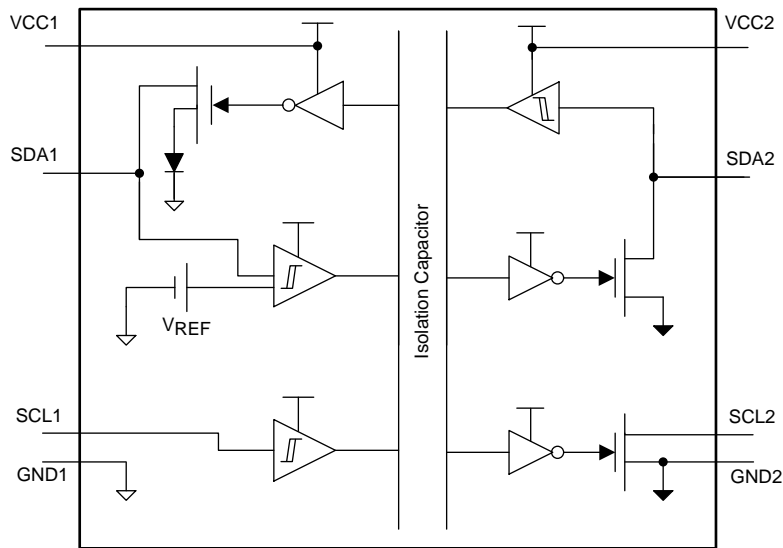 VCC1
VCC2
SDA1
SDA2
Isolation Capacitor
VREF
SCL1
SCL2
GND1
GND2